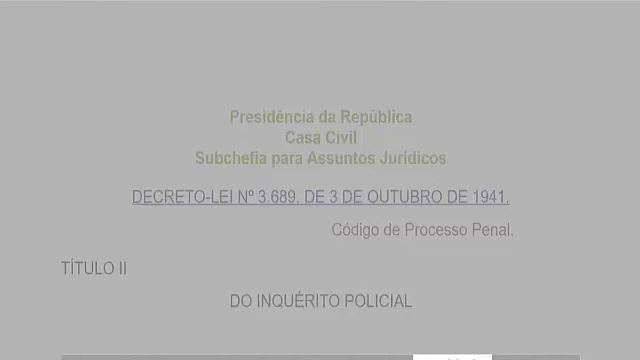 Presidência da República
Casa Civil
Subchefia para Assuntos Jurídicos
DECRETO-LEI Nº 3.689, DE 3 DE OUTUBRO DE 1941.
Código de Processo Penal.
TÍTULO II
DO INQUÉRITO POLICIAL